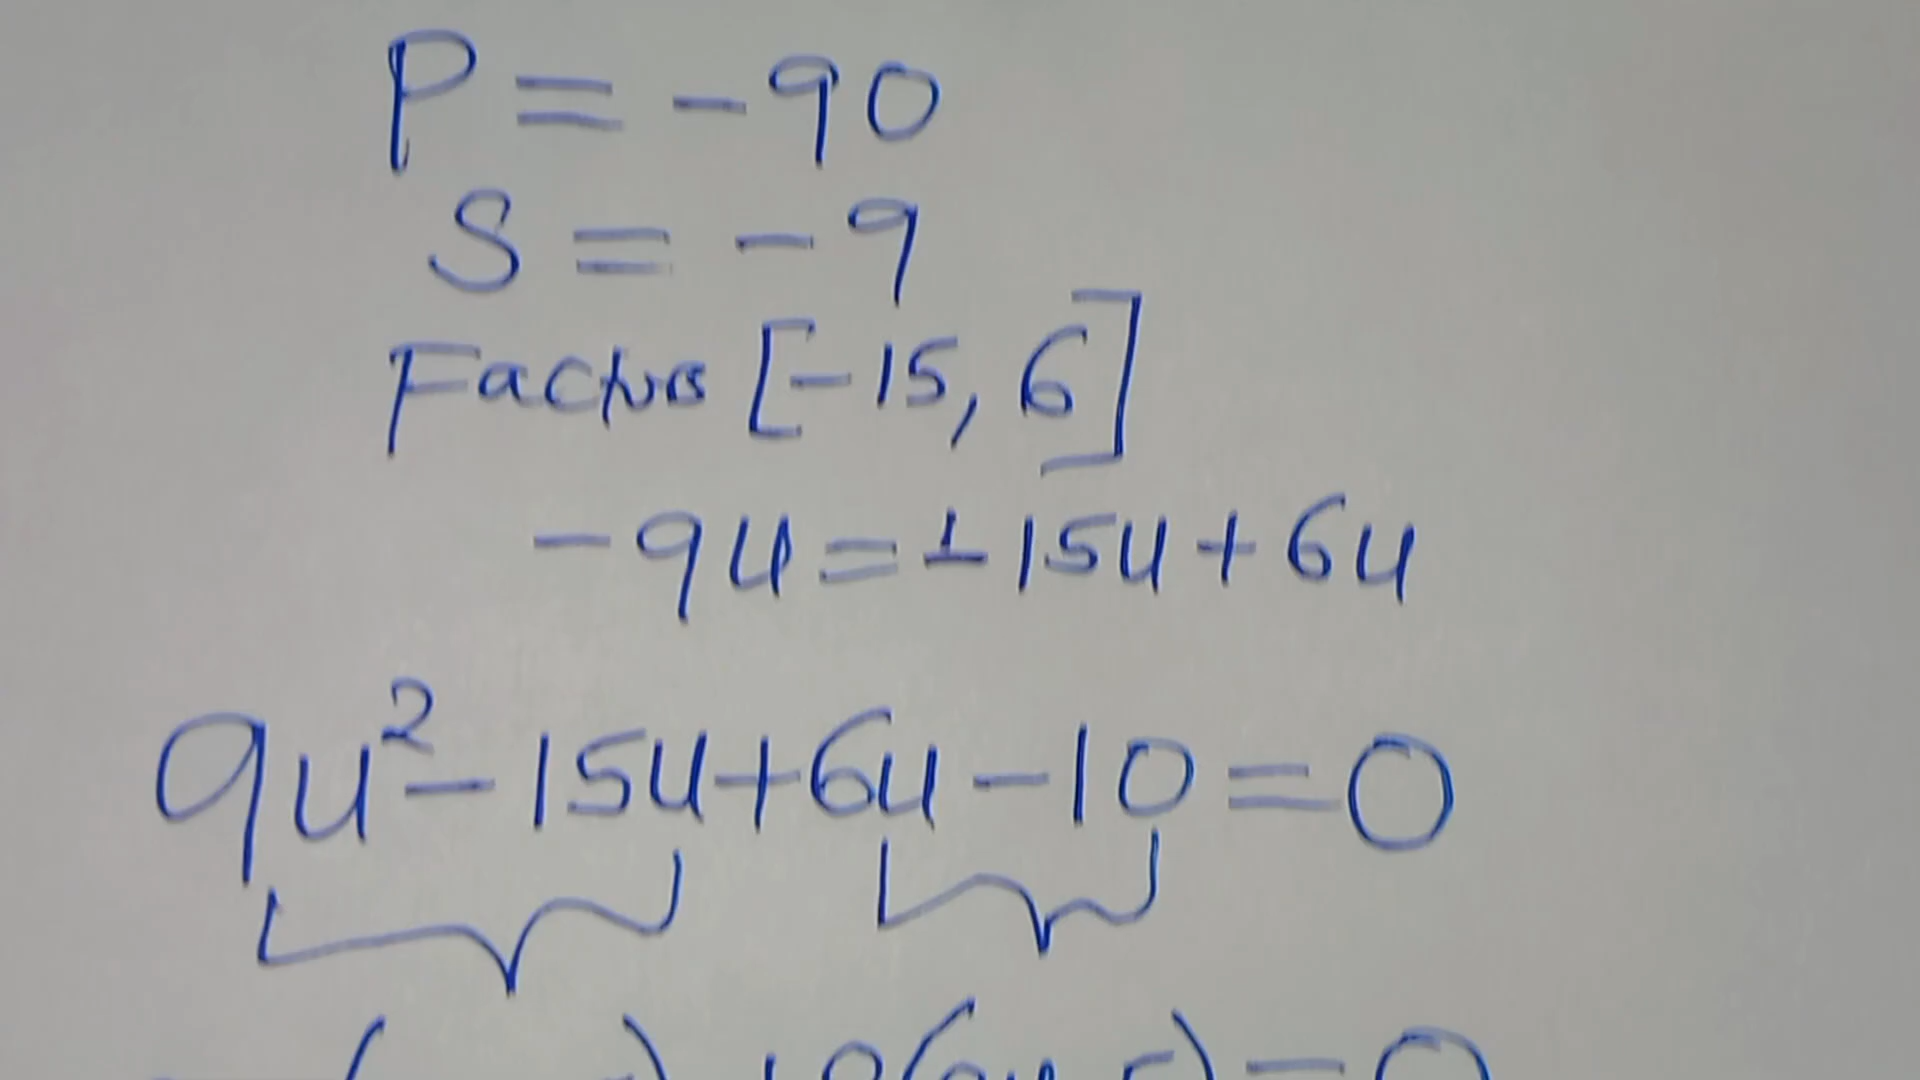 P = -90
S = -9
Factors [-15, 6]
-9u = -15u + 6u
9u² - 15u + 6u - 10 = 0